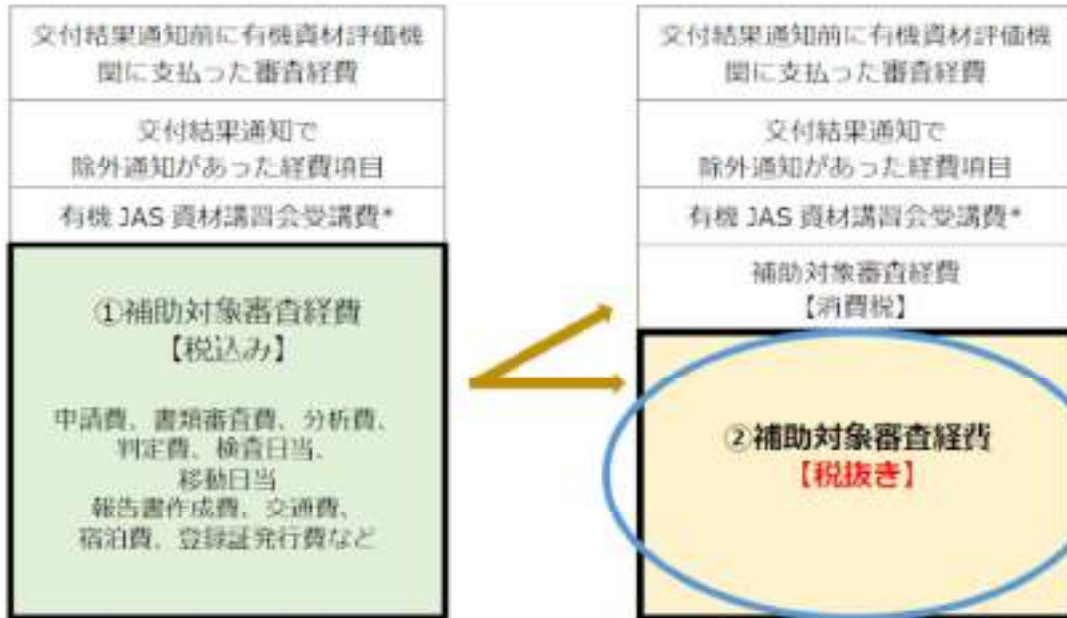 交付結果通知前に有機資材評価機
関に支払った審査経費
交付結果通知で
除外通知があった経費項目
有機 JAS 資材講習会受講費*
①補助対象審査経費
【税込み】
申請費、書類審査費、分析費、
判定費、検査日当、
移動日当
報告書作成費、交通費、
宿泊費、登録証発行費など
交付結果通知前に有機資材評価機
関に支払った審査経費
交付結果通知で
除外通知があった経費項目
有機 JAS 資材講習会受講費*
補助対象審査経費
【消費税】
②補助対象審査経費
【税抜き】